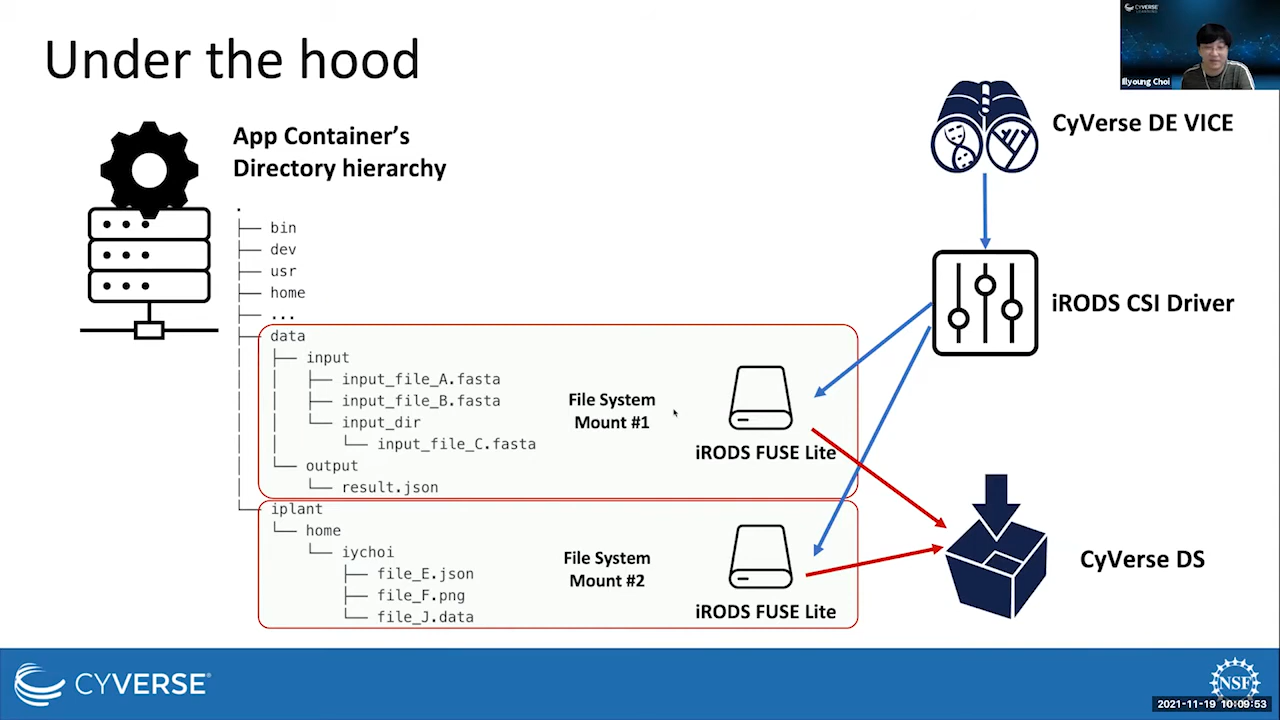 Under the hood
CYVERSE
LEARNING
Illyoung Choi
App Container’s
Directory hierarchy
.
├── bin
├── dev
├── usr
├── home
├── ...
├── data
│   ├── input
│   │   ├── input_file_A.fasta
│   │   ├── input_file_B.fasta
│   │   └── input_dir
│   │       └── input_file_C.fasta
│   └── output
│       └── result.json
└── iplant
    └── home
        └── iychoi
            ├── file_E.json
            ├── file_F.png
            └── file_J.data
File System
Mount #1
iRODS FUSE Lite
File System
Mount #2
iRODS FUSE Lite
CyVerse DE VICE
iRODS CSI Driver
CyVerse DS
CYVERSE®
NSF
2021-11-19 10:09:53